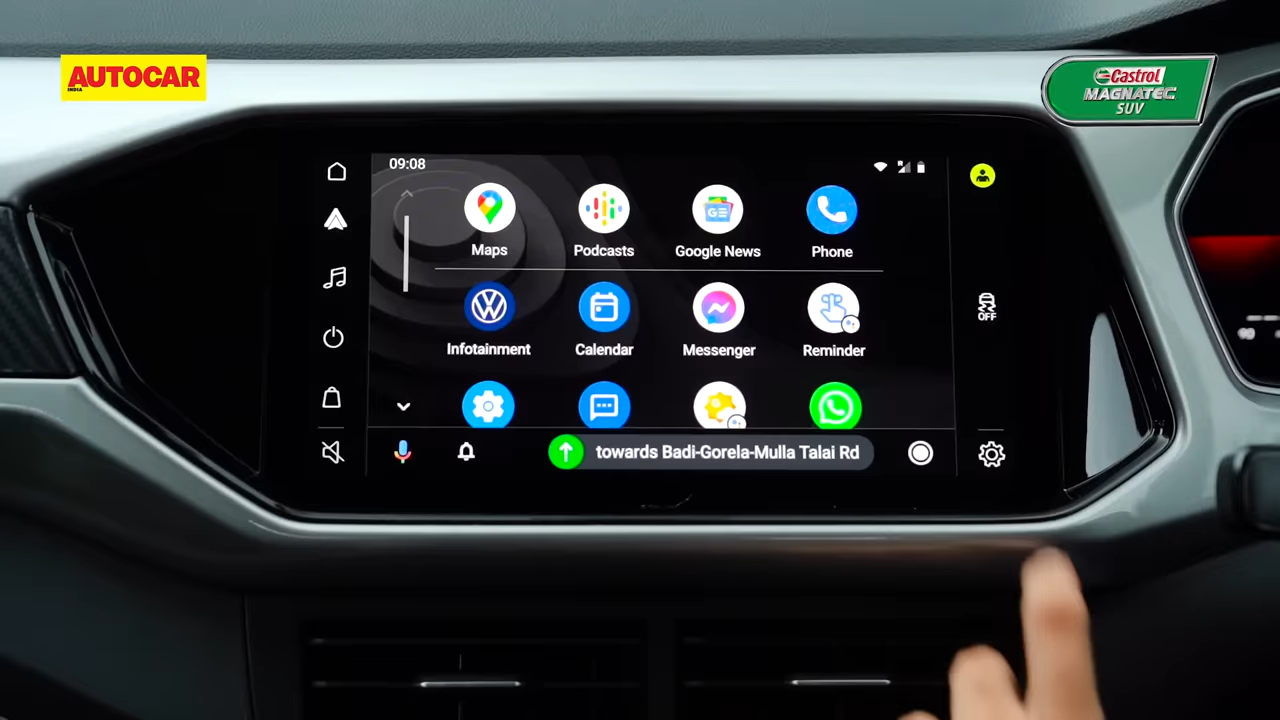 AUTOCAR
INDIA
Castrol
MAGNATEC
SUV
09:08
Maps
Podcasts
Google News
Phone
Infotainment
Calendar
Messenger
Reminder
OFF
towards Badi-Gorela-Mulla Talai Rd
90